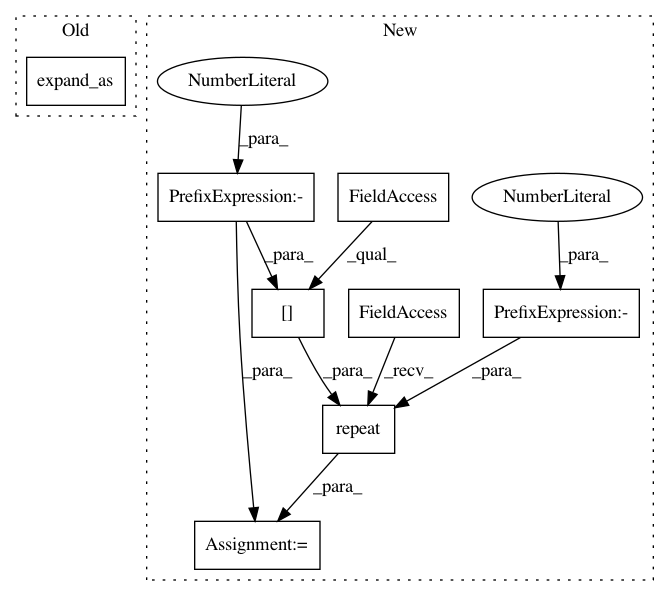 Old
New
expand_as
NumberLiteral
_para_
PrefixExpression:-
FieldAccess
NumberLiteral
_para_
_qual_
_para_
[]
FieldAccess
PrefixExpression:-
_para_
_para_
_recv_
_para_
repeat
_para_
Assignment:=